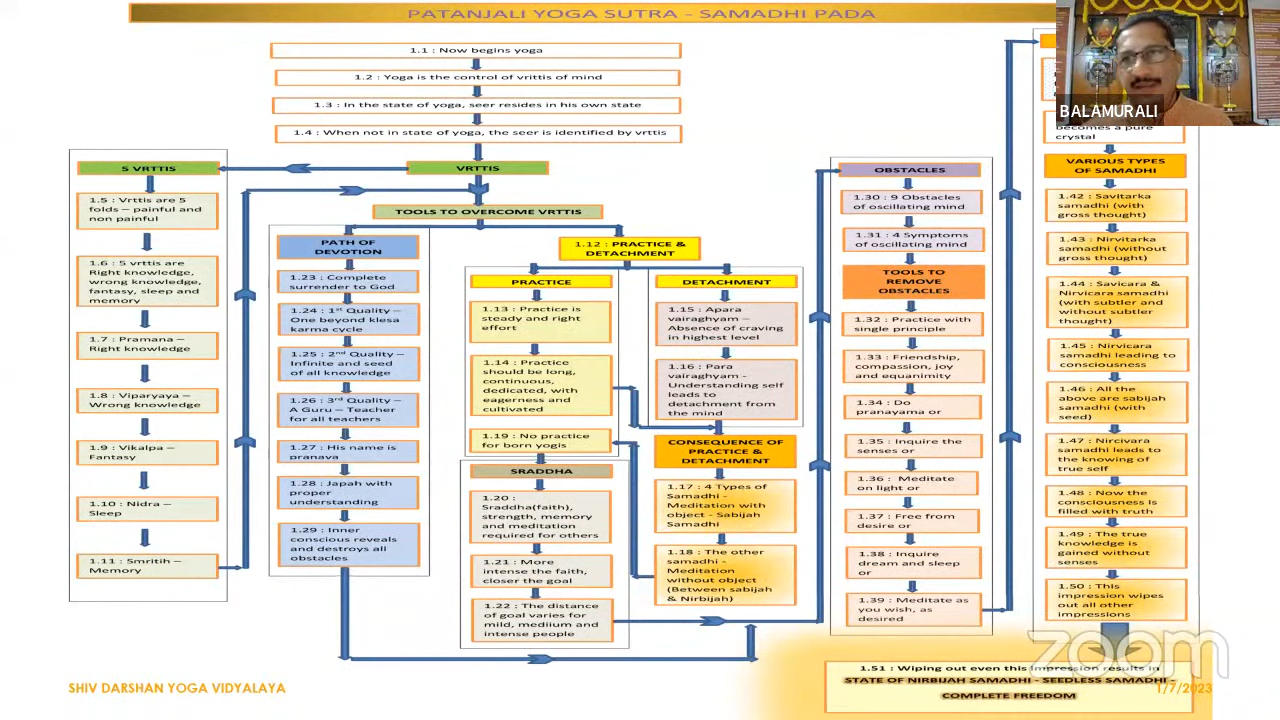 PATANJALI YOGA SUTRA - SAMADHI PADA
1.1 : Now begins yoga
1.2 : Yoga is the control of vrittis of mind
1.3 : In the state of yoga, seer resides in his own state
1.4 : When not in state of yoga, the seer is identified by vrttis
VRTTIS
5 VRTTIS
1.5 : Vrttis are 5
folds – painful and
non painful
1.6 : 5 vrttis are
Right knowledge,
wrong knowledge,
fantasy, sleep and
memory
1.7 : Pramana –
Right knowledge
1.8 : Viparyaya –
Wrong knowledge
1.9 : Vikalpa –
Fantasy
1.10 : Nidra –
Sleep
1.11 : Smritih –
Memory
TOOLS TO OVERCOME VRTTIS
PATH OF
DEVOTION
1.23 : Complete
surrender to God
1.24 : 1st Quality –
One beyond klesa
karma cycle
1.25 : 2nd Quality –
Infinite and seed
of all knowledge
1.26 : 3rd Quality –
A Guru – Teacher
for all teachers
1.27 : His name is
pranava
1.28 : Japah with
proper
understanding
1.29 : Inner
conscious reveals
and destroys all
obstacles
1.12 : PRACTICE &
DETACHMENT
PRACTICE
1.13 : Practice is
steady and right
effort
1.14 : Practice
should be long,
continuous,
dedicated, with
eagerness and
cultivated
1.19 : No practice
for born yogis
SRADDHA
1.20 :
Sraddha(faith),
strength, memory
and meditation
required for others
1.21 : More
intense the faith,
closer the goal
1.22 : The distance
of goal varies for
mild, mediium and
intense people
DETACHMENT
1.15 : Apara
vairaghyam –
Absence of craving
in highest level
1.16 : Para
vairaghyam -
Understanding self
leads to
detachment from
the mind
CONSEQUENCE OF
PRACTICE &
DETACHMENT
1.17 : 4 Types of
Samadhi -
Meditation with
object - Sabijah
Samadhi
1.18 : The other
samadhi -
Meditation
without object
(Between sabijah
& Nirbijah)
OBSTACLES
1.30 : 9 Obstacles
of oscillating mind
1.31 : 4 Symptoms
of oscillating mind
TOOLS TO
REMOVE
OBSTACLES
1.32 : Practice with
single principle
1.33 : Friendship,
compassion, joy
and equanimity
1.34 : Do
pranayama or
1.35 : Inquire the
senses or
1.36 : Meditate
on light or
1.37 : Free from
desire or
1.38 : Inquire
dream and sleep
or
1.39 : Meditate as
you wish, as
desired
BALAMURALI
becomes a pure
crystal
VARIOUS TYPES
OF SAMADHI
1.42 : Savitarka
samadhi (with
gross thought)
1.43 : Nirvitarka
samadhi (without
gross thought)
1.44 : Savicara &
Nirvicara samadhi
(with subtler and
without subtler
thought)
1.45 : Nirvicara
samadhi leading to
consciousness
1.46 : All the
above are sabijah
samadhi (with
seed)
1.47 : Nircivara
samadhi leads to
the knowing of
true self
1.48 : Now the
consciousness is
filled with truth
1.49 : The true
knowledge is
gained without
senses
1.50 : This
impression wipes
out all other
impressions
zoom
1.51 : Wiping out even this impression results in
STATE OF NIRBIJAH SAMADHI - SEEDLESS SAMADHI -
COMPLETE FREEDOM
SHIV DARSHAN YOGA VIDYALAYA
1/7/2023